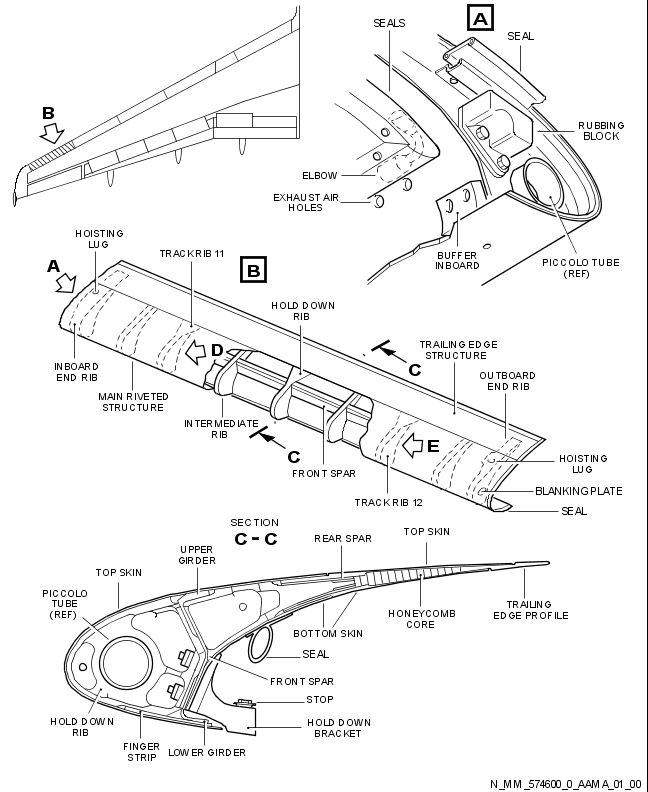 A
SEALS
SEAL
B
RUBBING
BLOCK
ELBOW
EXHAUST AIR
HOLES
BUFFER
INBOARD
PICCOLO TUBE
(REF)
HOISTING
LUG
TRACK RIB 11
B
A
HOLD DOWN
RIB
TRAILING EDGE
STRUCTURE
D
C
OUTBOARD
END RIB
INBOARD
END RIB
MAIN RIVETED
STRUCTURE
INTERMEDIATE
RIB
C
FRONT SPAR
E
HOISTING
LUG
TRACK RIB 12
BLANKING PLATE
SEAL
SECTION
C - C
UPPER
GIRDER
REAR SPAR
TOP SKIN
TOP SKIN
PICCOLO
TUBE
(REF)
HONEYCOMB
CORE
TRAILING
EDGE PROFILE
BOTTOM SKIN
SEAL
FRONT SPAR
STOP
HOLD DOWN
RIB
HOLD DOWN
BRACKET
FINGER
STRIP
LOWER GIRDER
N_MM_574600_0_AAMA_01_00